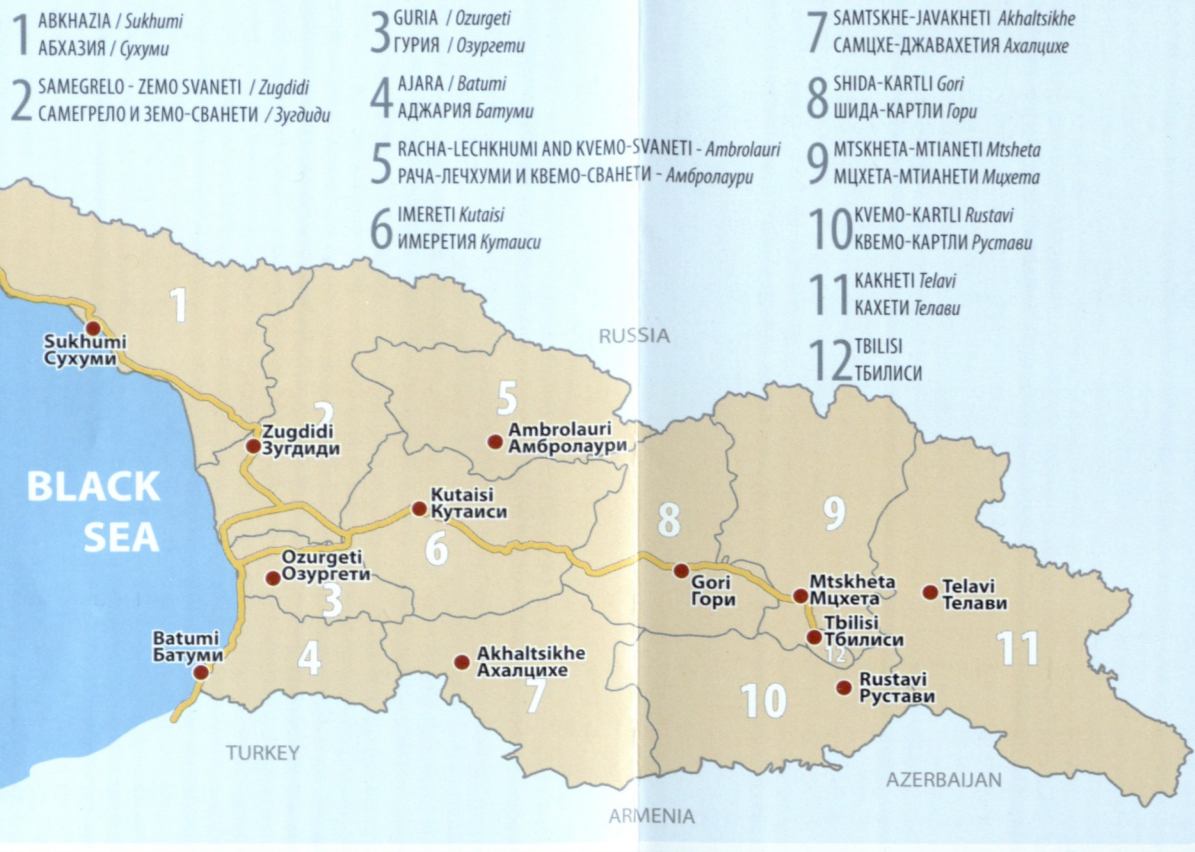 1 ABKHAZIA / Sukhumi
АБХАЗИЯ / Сухуми
2 SAMEGRELO - ZEMO SVANETI / Zugdidi
САМЕГРЕЛО И ЗЕМО-СВАНЕТИ / Зугдиди
3 GURIA / Ozurgeti
ГУРИЯ / Озургети
4 AJARA / Batumi
АДЖАРИЯ Батуми
5 RACHA-LECHKHUMI AND KVEMO-SVANETI - Ambrolauri
РАЧА-ЛЕЧХУМИ И КВЕМО-СВАНЕТИ - Амбролаури
6 IMERETI Kutaisi
ИМЕРЕТИЯ Кутаиси
7 SAMTSKHE-JAVAKHETI Akhaltsikhe
САМЦХЕ-ДЖАВАХЕТИЯ Ахалцихе
8 SHIDA-KARTLI Gori
ШИДА-КАРТЛИ Гори
9 MTSKHETA-MTIANETI Mtsheta
МЦХЕТА-МТИАНЕТИ Мцхета
10 KVEMO-KARTLI Rustavi
КВЕМО-КАРТЛИ Рустави
11 KAKHETI Telavi
КАХЕТИ Телави
12 TBILISI
ТБИЛИСИ
1
RUSSIA
Sukhumi
Сухуми
2
5
Zugdidi
Зугдиди
Ambrolauri
Амбролаури
BLACK
SEA
Kutaisi
Кутаиси
6
8
9
Ozurgeti
Озургети
3
Gori
Гори
Mtskheta
Мцхета
Telavi
Телави
Tbilisi
Тбилиси
12
11
Batumi
Батуми
4
Akhaltsikhe
Ахалцихе
7
10
Rustavi
Рустави
TURKEY
AZERBAIJAN
ARMENIA